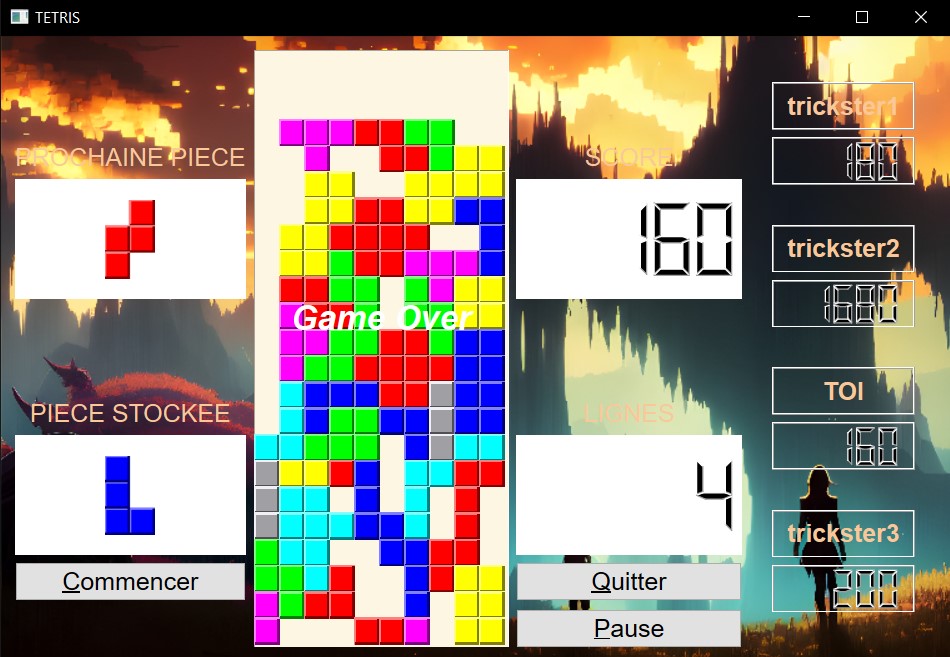 TETRIS
PROCHAINE PIECE
PIECE STOCKEE
Commencer
Game Over
SCORE
160
LIGNES
4
Quitter
Pause
trickster1
180
trickster2
1680
TOI
160
trickster3
200